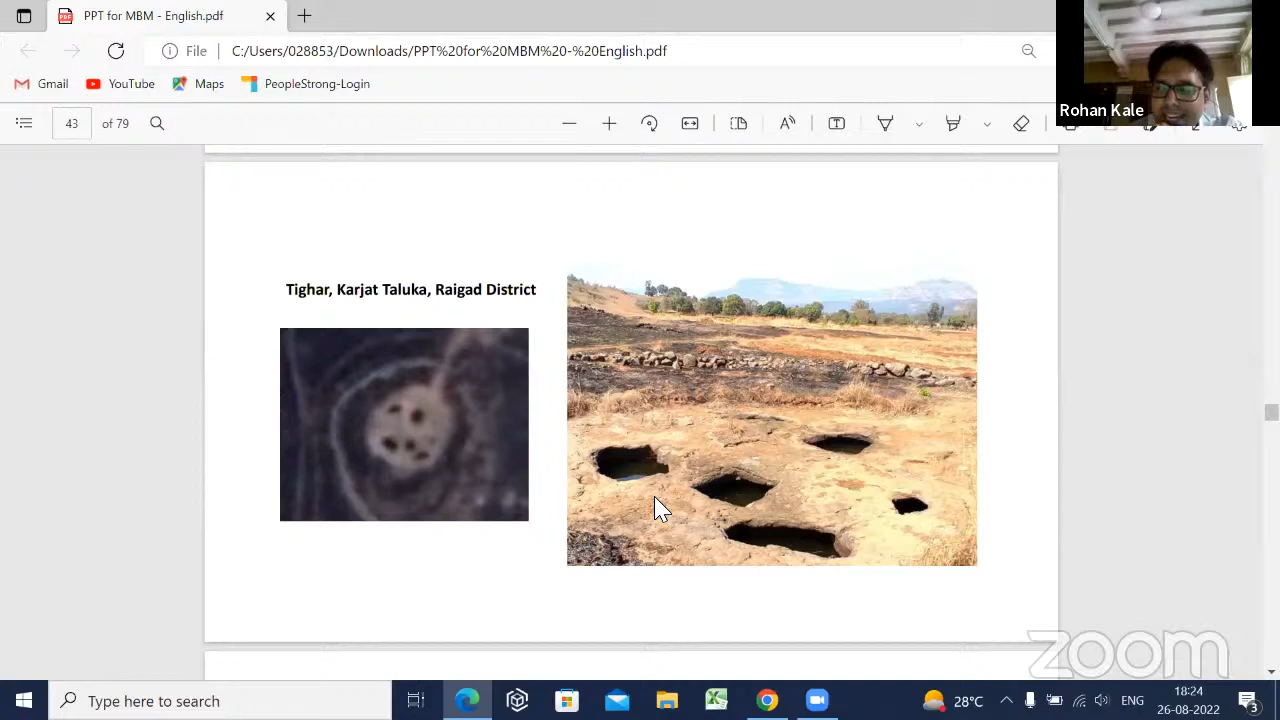 PPT for MBM - English.pdf
File
C:/Users/028853/Downloads/PPT%20for%20MBM%20-%20English.pdf
Gmail
YouTube
Maps
PeopleStrong-Login
Rohan Kale
43
of 79
Tighar, Karjat Taluka, Raigad District
zoom
Type here to search
28°C
ENG
18:24
26-08-2022
3